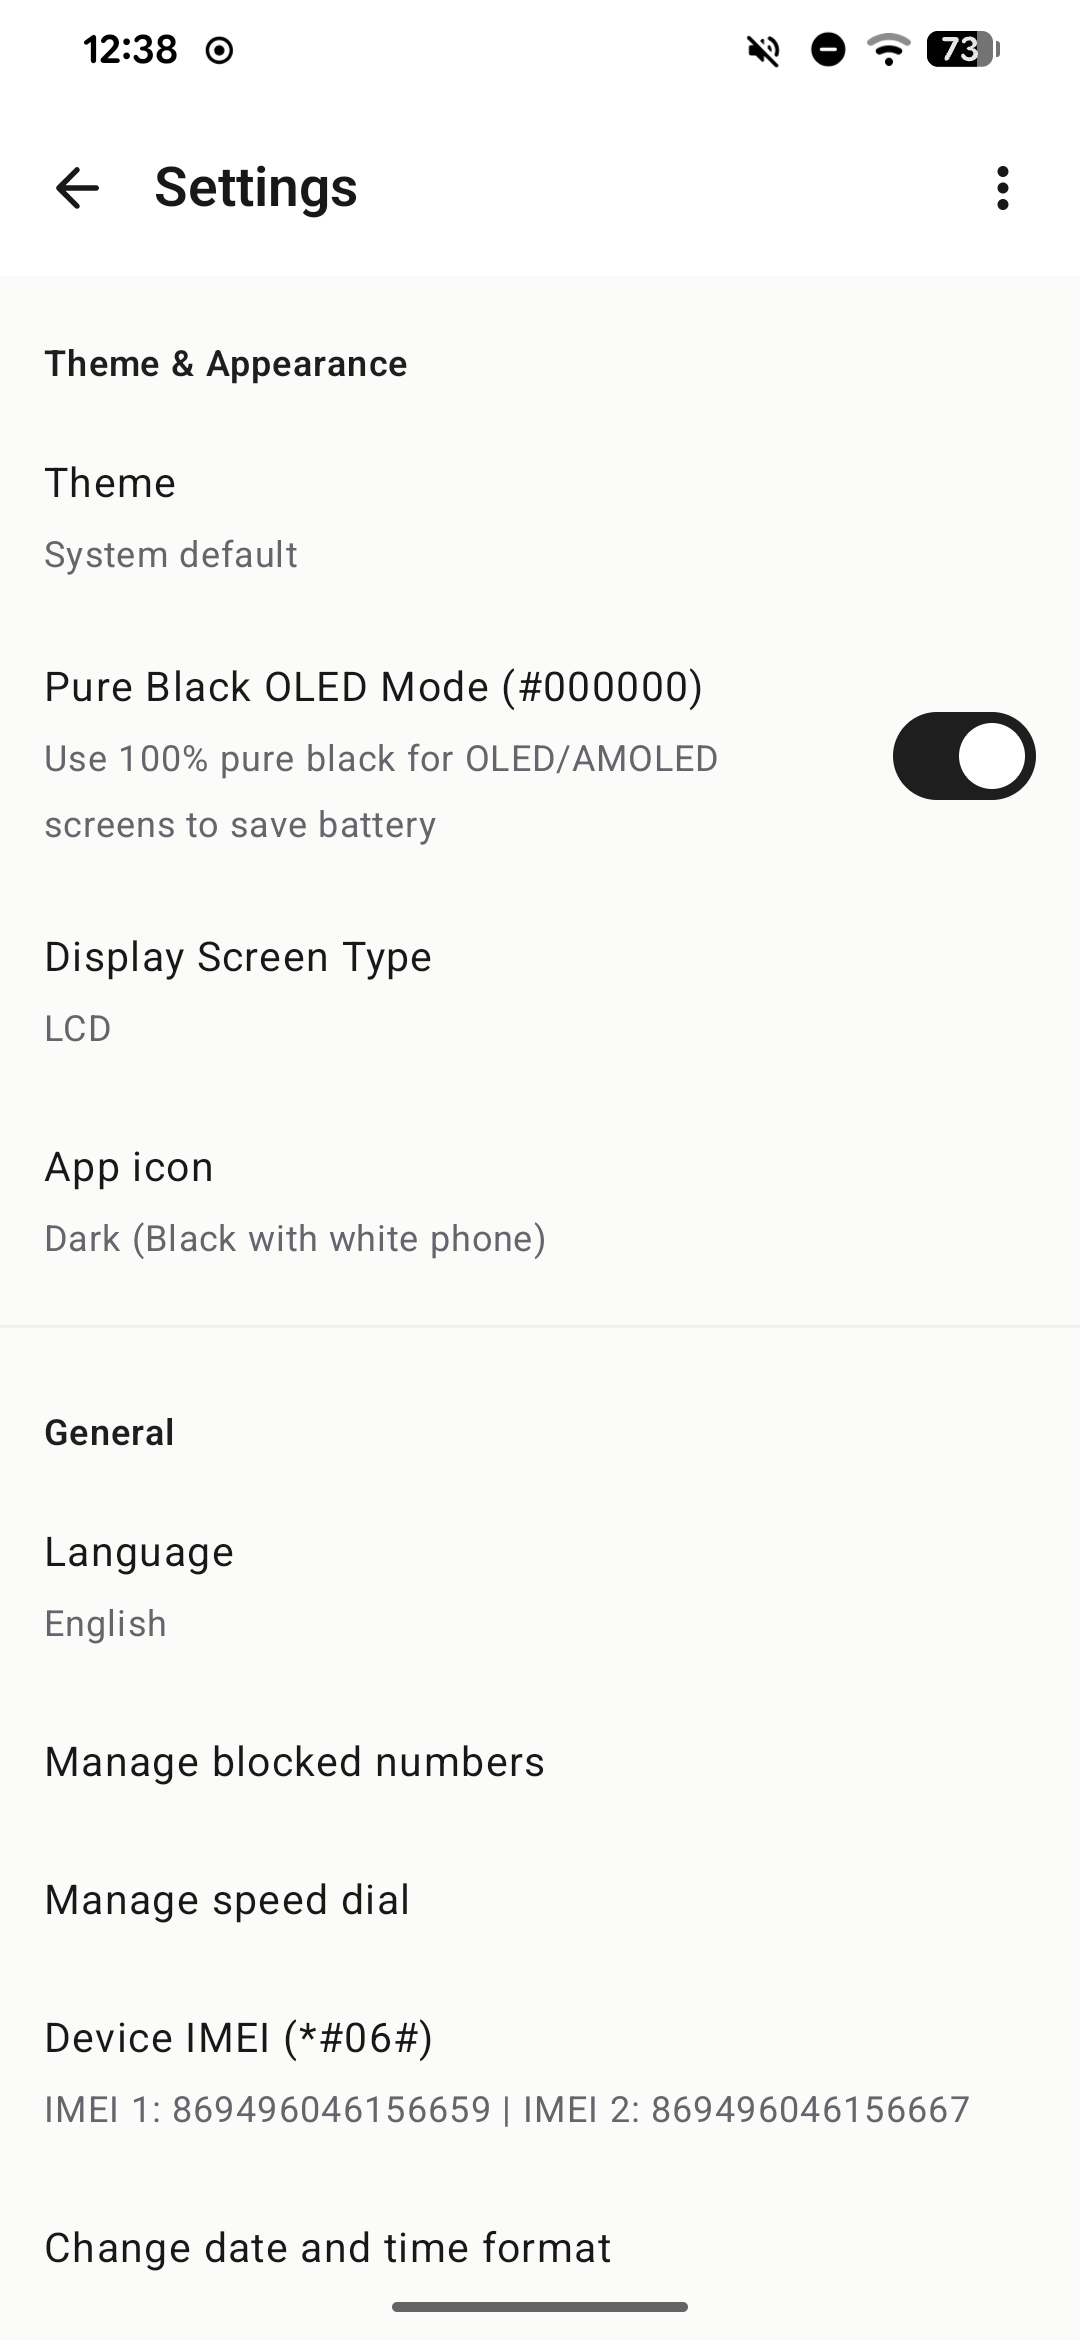 12:38
73
Settings
Theme & Appearance
Theme
System default
Pure Black OLED Mode (#000000)
Use 100% pure black for OLED/AMOLED
screens to save battery
Display Screen Type
LCD
App icon
Dark (Black with white phone)
General
Language
English
Manage blocked numbers
Manage speed dial
Device IMEI (*#06#)
IMEI 1: 869496046156659 | IMEI 2: 869496046156667
Change date and time format